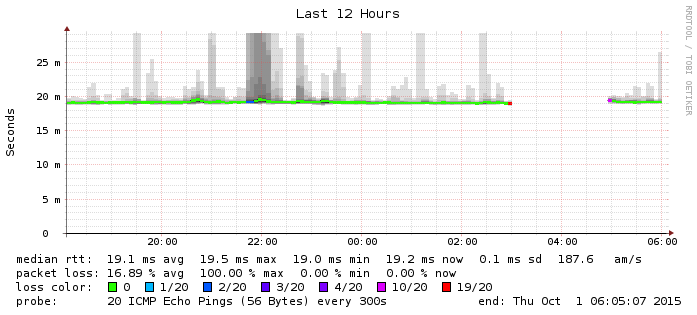 Last 12 Hours
RRDTOOL / TOBI OETIKER
Seconds
25 m
20 m
15 m
10 m
5 m
0
20:00 22:00 00:00 02:00 04:00 06:00
median rtt: 19.1 ms avg 19.5 ms max 19.0 ms min 19.2 ms now 0.1 ms sd 187.6 am/s
packet loss: 16.89 % avg 100.00 % max 0.00 % min 0.00 % now
loss color: 0 1/20 2/20 3/20 4/20 10/20 19/20
probe: 20 ICMP Echo Pings (56 Bytes) every 300s end: Thu Oct 1 06:05:07 2015